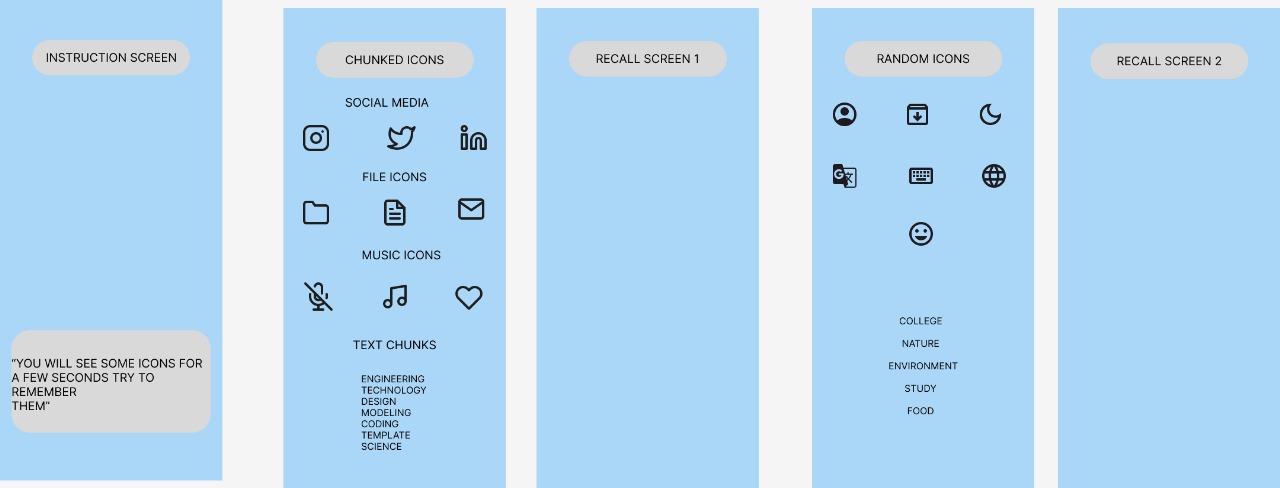 INSTRUCTION SCREEN
"YOU WILL SEE SOME ICONS FOR
A FEW SECONDS TRY TO
REMEMBER
THEM"
CHUNKED ICONS
SOCIAL MEDIA
FILE ICONS
MUSIC ICONS
TEXT CHUNKS
ENGINEERING
TECHNOLOGY
DESIGN
MODELING
CODING
TEMPLATE
SCIENCE
RECALL SCREEN 1
RANDOM ICONS
COLLEGE
NATURE
ENVIRONMENT
STUDY
FOOD
RECALL SCREEN 2